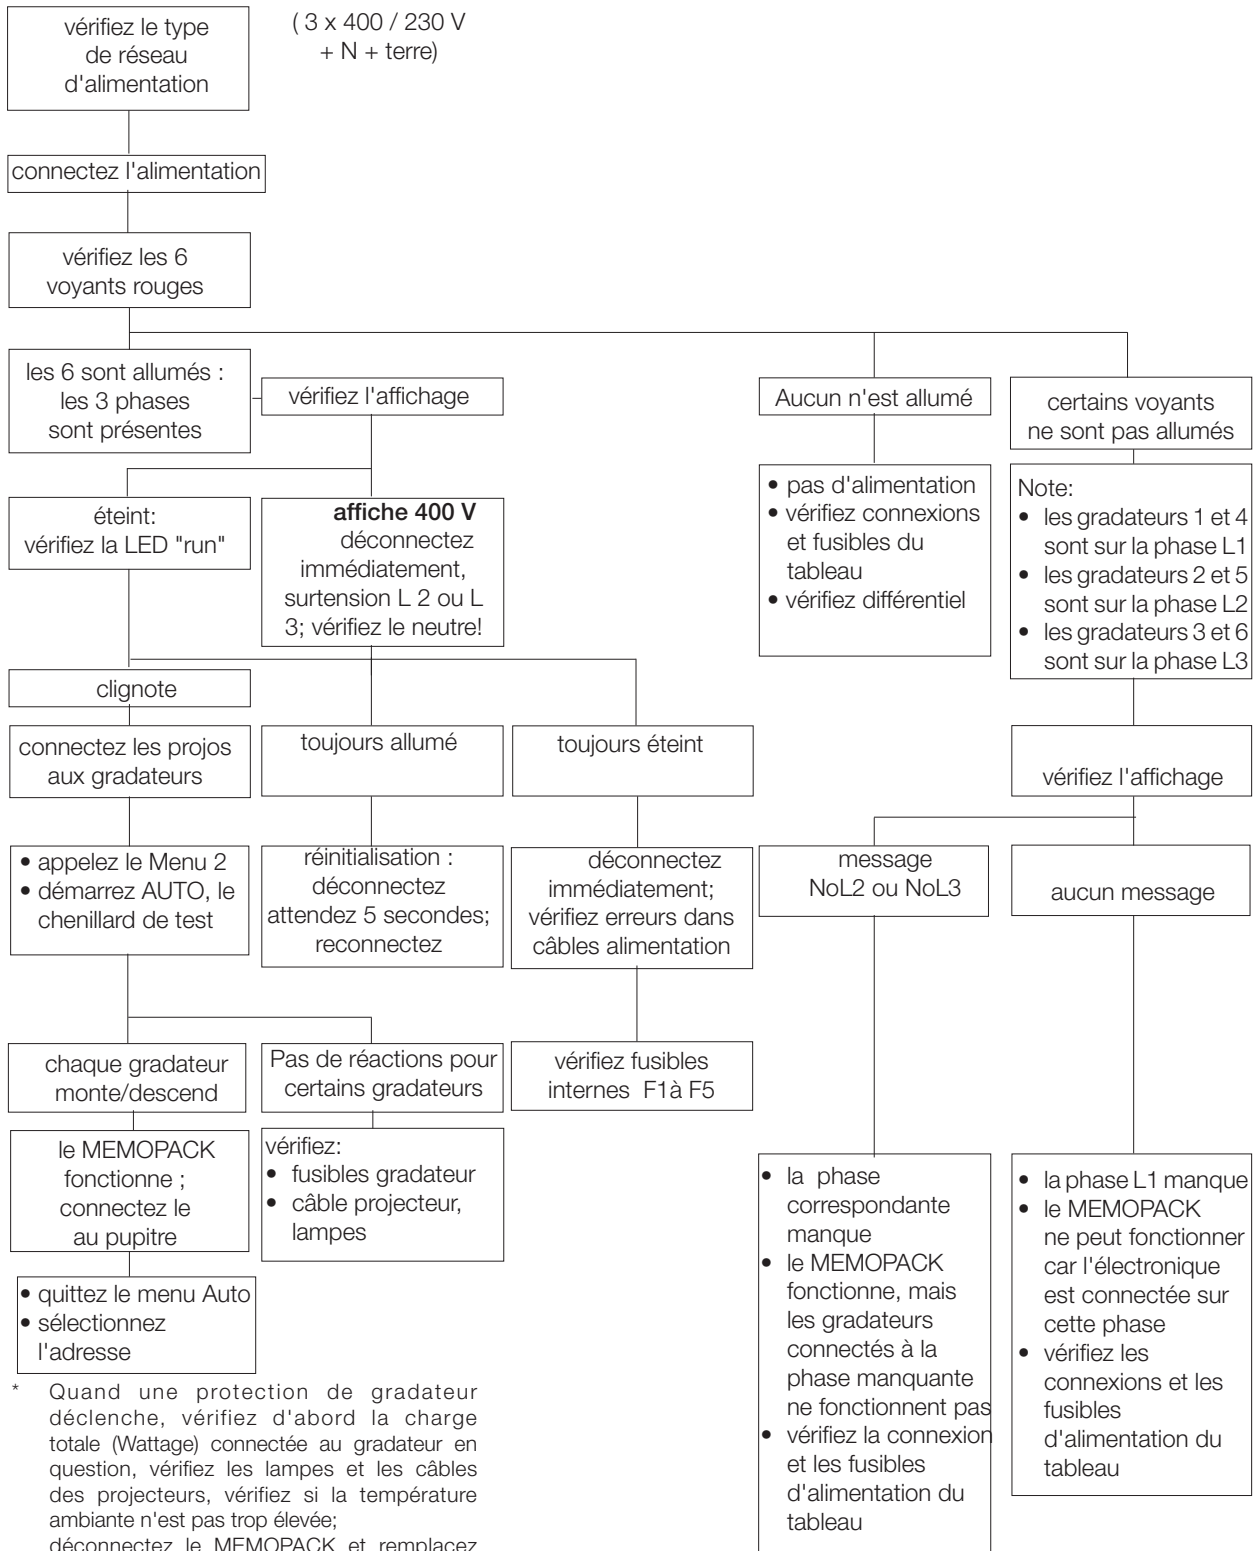 vérifiez le type
de réseau
d'alimentation
( 3 x 400 / 230 V
+ N + terre)
connectez l'alimentation
vérifiez les 6
voyants rouges
les 6 sont allumés :
les 3 phases
sont présentes
vérifiez l'affichage
Aucun n'est allumé
certains voyants
ne sont pas allumés
éteint:
vérifiez la LED "run"
affiche 400 V
déconnectez
immédiatement,
surtension L 2 ou L
3; vérifiez le neutre!
• pas d'alimentation
• vérifiez connexions
et fusibles du
tableau
• vérifiez différentiel
Note:
• les gradateurs 1 et 4
sont sur la phase L1
• les gradateurs 2 et 5
sont sur la phase L2
• les gradateurs 3 et 6
sont sur la phase L3
clignote
connectez les projos
aux gradateurs
toujours allumé
toujours éteint
vérifiez l'affichage
• appelez le Menu 2
• démarrez AUTO, le
chenillard de test
réinitialisation :
déconnectez
attendez 5 secondes;
reconnectez
déconnectez
immédiatement;
vérifiez erreurs dans
câbles alimentation
message
NoL2 ou NoL3
aucun message
chaque gradateur
monte/descend
Pas de réactions pour
certains gradateurs
vérifiez fusibles
internes F1à F5
le MEMOPACK
fonctionne ;
connectez le
au pupitre
vérifiez:
• fusibles gradateur
• câble projecteur,
lampes
• la phase
correspondante
manque
• le MEMOPACK
fonctionne, mais
les gradateurs
connectés à la
phase manquante
ne fonctionnent pas
• vérifiez la connexion
et les fusibles
d'alimentation du
tableau
• la phase L1 manque
• le MEMOPACK
ne peut fonctionner
car l'électronique
est connectée sur
cette phase
• vérifiez les
connexions et les
fusibles
d'alimentation du
tableau
• quittez le menu Auto
• sélectionnez
l'adresse
* Quand une protection de gradateur
déclenche, vérifiez d'abord la charge
totale (Wattage) connectée au gradateur en
question, vérifiez les lampes et les câbles
des projecteurs, vérifiez si la température
ambiante n'est pas trop élevée;
déconnectez le MEMOPACK et remplacez